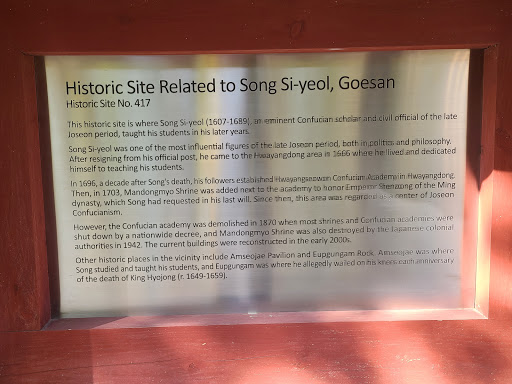 Historic Site Related to Song Si-yeol, Goesan
Historic Site No. 417
This historic site is where Song Si-yeol (1607-1689), an eminent Confucian scholar and civil official of the late
Joseon period, taught his students in his later years.
Song Si-yeol was one of the most influential figures of the late Joseon period, both in politics and philosophy.
After resigning from his official post, he came to the Hwayangdong area in 1666 where he lived and dedicated
himself to teaching his students.
In 1696, a decade after Song's death, his followers established Hwayangseowon Confucian Academy in Hwayangdong.
Then, in 1703, Mandongmyo Shrine was added next to the academy to honor Emperor Shenzong of the Ming
dynasty, which Song had requested in his last will. Since then, this area was regarded as a center of Joseon
Confucianism.
However, the Confucian academy was demolished in 1870 when most shrines and Confucian academies were
shut down by a nationwide decree, and Mandongmyo Shrine was also destroyed by the Japanese colonial
authorities in 1942. The current buildings were reconstructed in the early 2000s.
Other historic places in the vicinity include Amseojae Pavilion and Eupgungam Rock. Amseojae was where
Song studied and taught his students, and Eupgungam was where he allegedly wailed on his knees each anniversary
of the death of King Hyojong (r. 1649-1659).